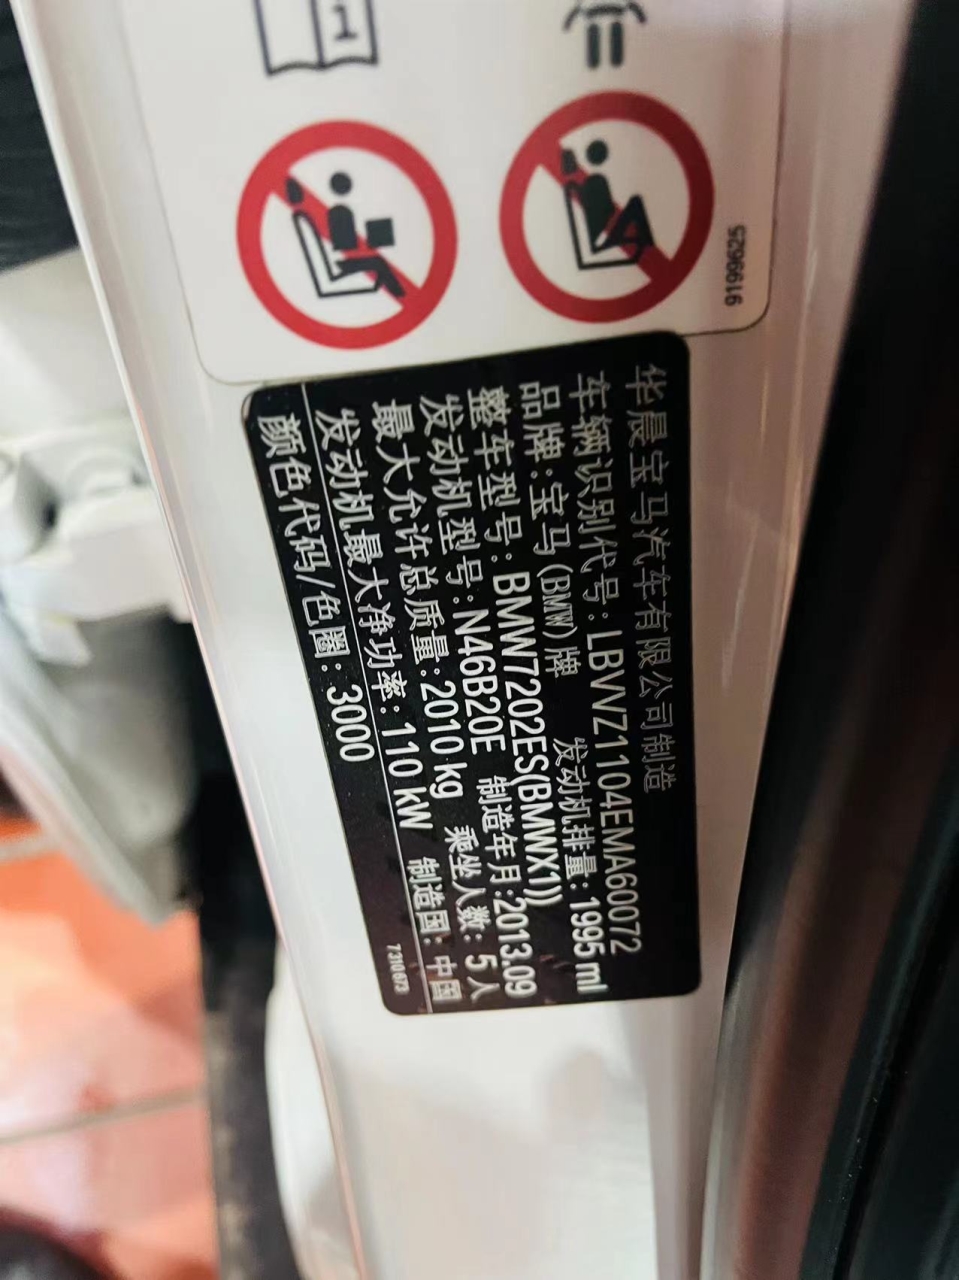 i
9199625
华晨宝马汽车有限公司制造
车辆识别代号:LBVVZ1104EMA60072
品牌:宝马(BMW)牌 发动机排量:1995ml
整车型号:BMW7202ES(BMWX1))
发动机型号:N46B20E 制造年月:2013.09
最大允许总质量:2010 kg 乘坐人数: 5人
发动机最大净功率:110 kW 制造国: 中国
颜色代码/色圈: 3000
7310973